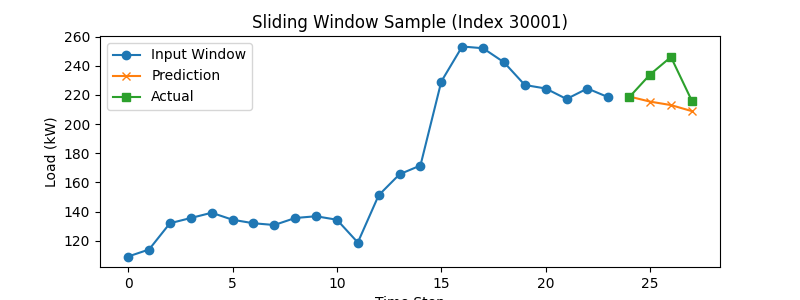 Sliding Window Sample (Index 30001)
Input Window
Prediction
Actual
Load (kW)
260
240
220
200
180
160
140
120
0 5 10 15 20 25
Time Step